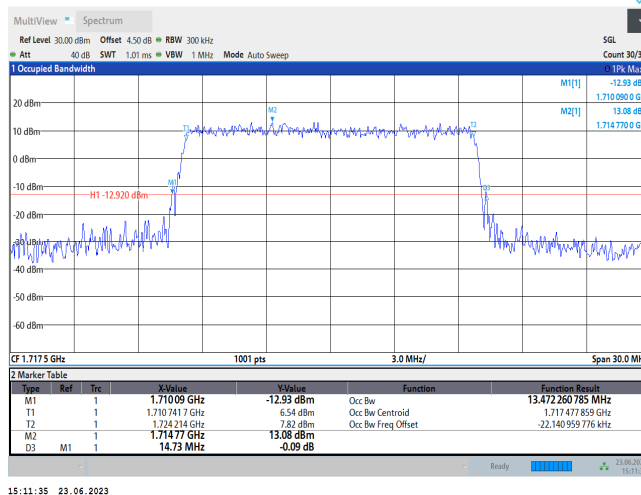 MultiView Spectrum
Ref Level 30.00 dBm Offset 4.50 dB RBW 300 kHz SGL
Att 40 dB SWT 1.01 ms VBW 1 MHz Mode Auto Sweep Count 30/3
1 Occupied Bandwidth 1Pk Max
M1[1] -12.93 dB
1.710 090 0 G
M2[1] 13.08 dB
1.714 770 0 G
20 dBm
M2
T1
T2
10 dBm
0 dBm
M1
D3
-10 dBm
H1 -12.920 dBm
-20 dBm
-30 dBm
-40 dBm
-50 dBm
-60 dBm
CF 1.717 5 GHz 1001 pts 3.0 MHz/ Span 30.0 MH
2 Marker Table
Type Ref Trc X-Value Y-Value Function Function Result
M1 1 1.710 09 GHz -12.93 dBm Occ Bw 13.472 260 785 MHz
T1 1 1.710 741 7 GHz 6.54 dBm Occ Bw Centroid 1.717 477 859 GHz
T2 1 1.724 214 GHz 7.82 dBm Occ Bw Freq Offset -22.140 959 776 kHz
M2 1 1.714 77 GHz 13.08 dBm
D3 M1 1 14.73 MHz -0.09 dB
Ready 23.06.20
15:11:
15:11:35 23.06.2023